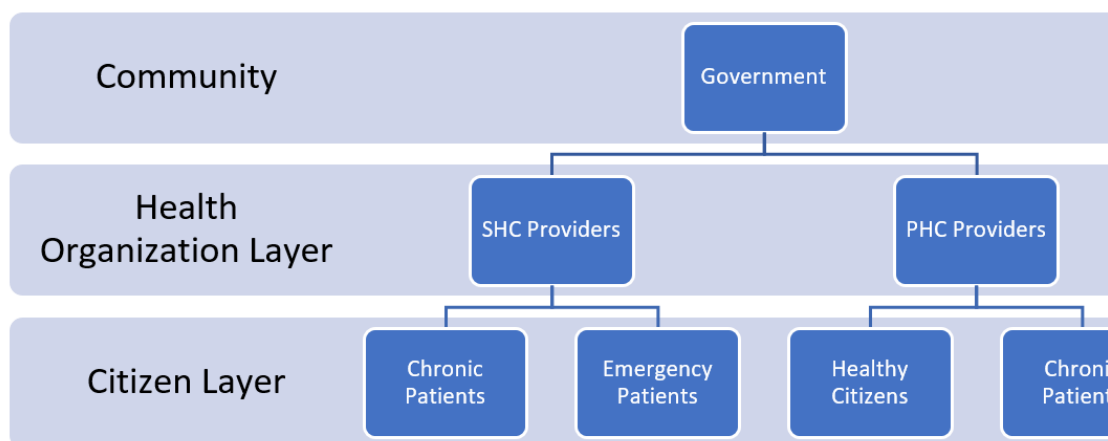 Community
Government
Health
Organization Layer
SHC Providers
PHC Providers
Citizen Layer
Chronic
Patients
Emergency
Patients
Healthy
Citizens